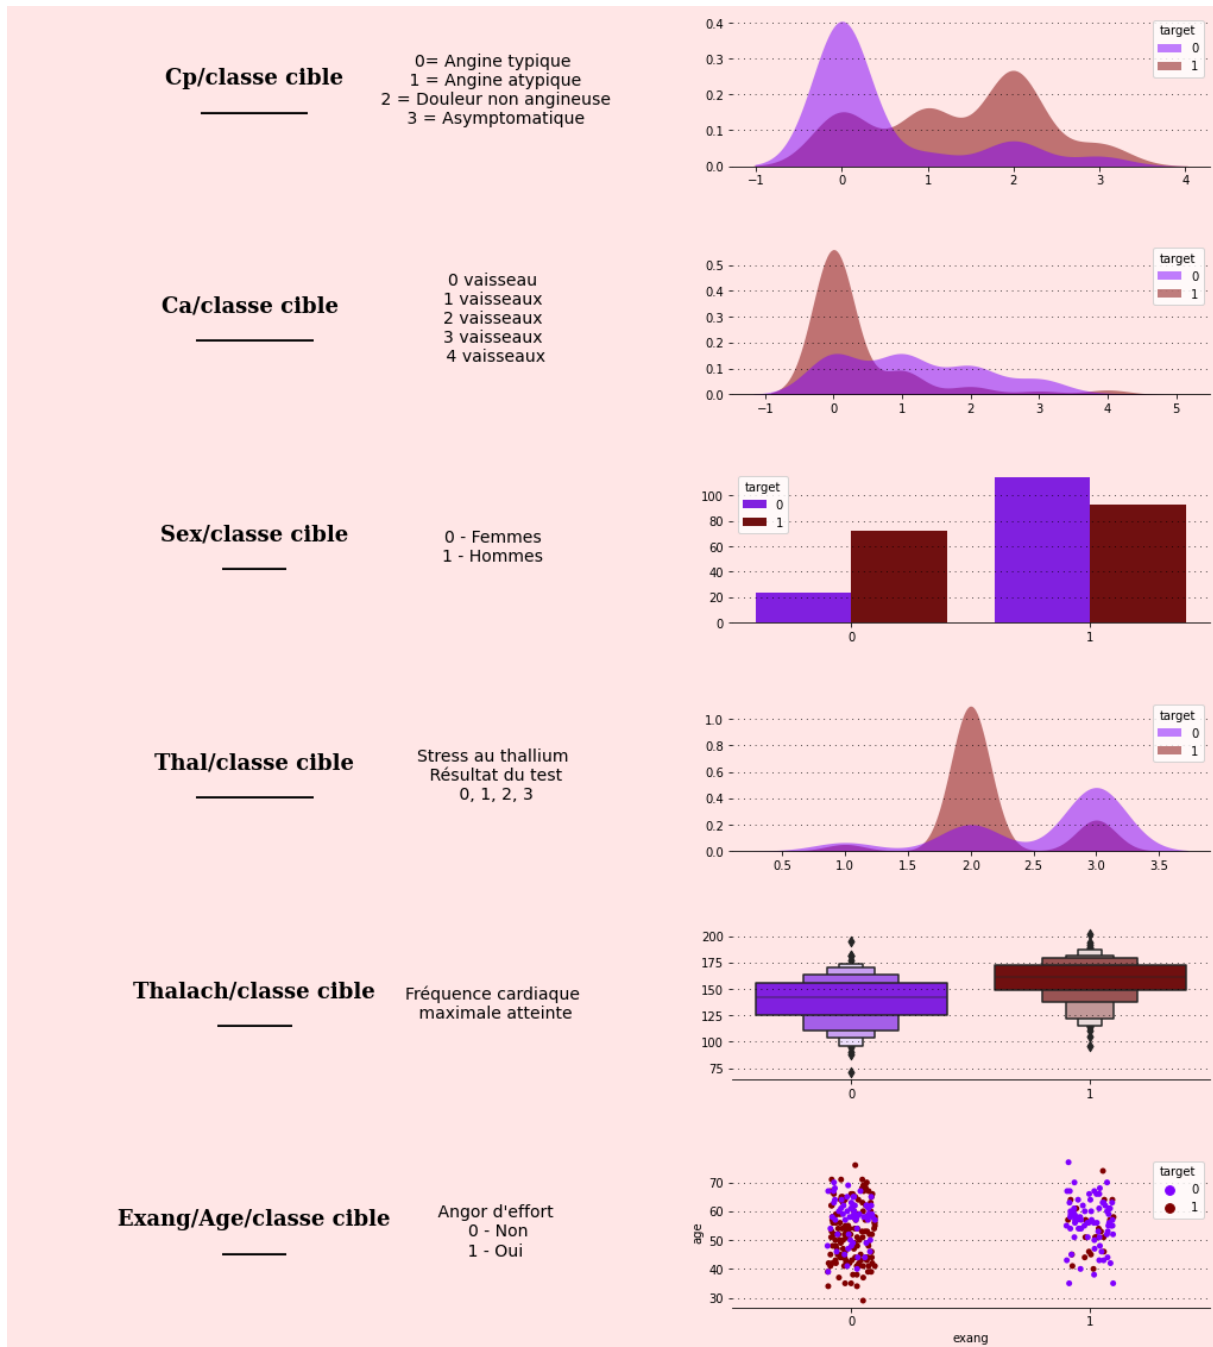 Cp/classe cible
0= Angine typique
1 = Angine atypique
2 = Douleur non angineuse
3 = Asymptomatique
0.4
0.3
0.2
0.1
0.0
−1 0 1 2 3 4
target
0
1
Ca/classe cible
0 vaisseau
1 vaisseaux
2 vaisseaux
3 vaisseaux
4 vaisseaux
0.5
0.4
0.3
0.2
0.1
0.0
−1 0 1 2 3 4 5
target
0
1
Sex/classe cible
0 - Femmes
1 - Hommes
100
80
60
40
20
0
0 1
target
0
1
Thal/classe cible
Stress au thallium
Résultat du test
0, 1, 2, 3
1.0
0.8
0.6
0.4
0.2
0.0
0.5 1.0 1.5 2.0 2.5 3.0 3.5
target
0
1
Thalach/classe cible
Fréquence cardiaque
maximale atteinte
200
175
150
125
100
75
0 1
Exang/Age/classe cible
Angor d'effort
0 - Non
1 - Oui
age
70
60
50
40
30
0 1
exang
target
0
1